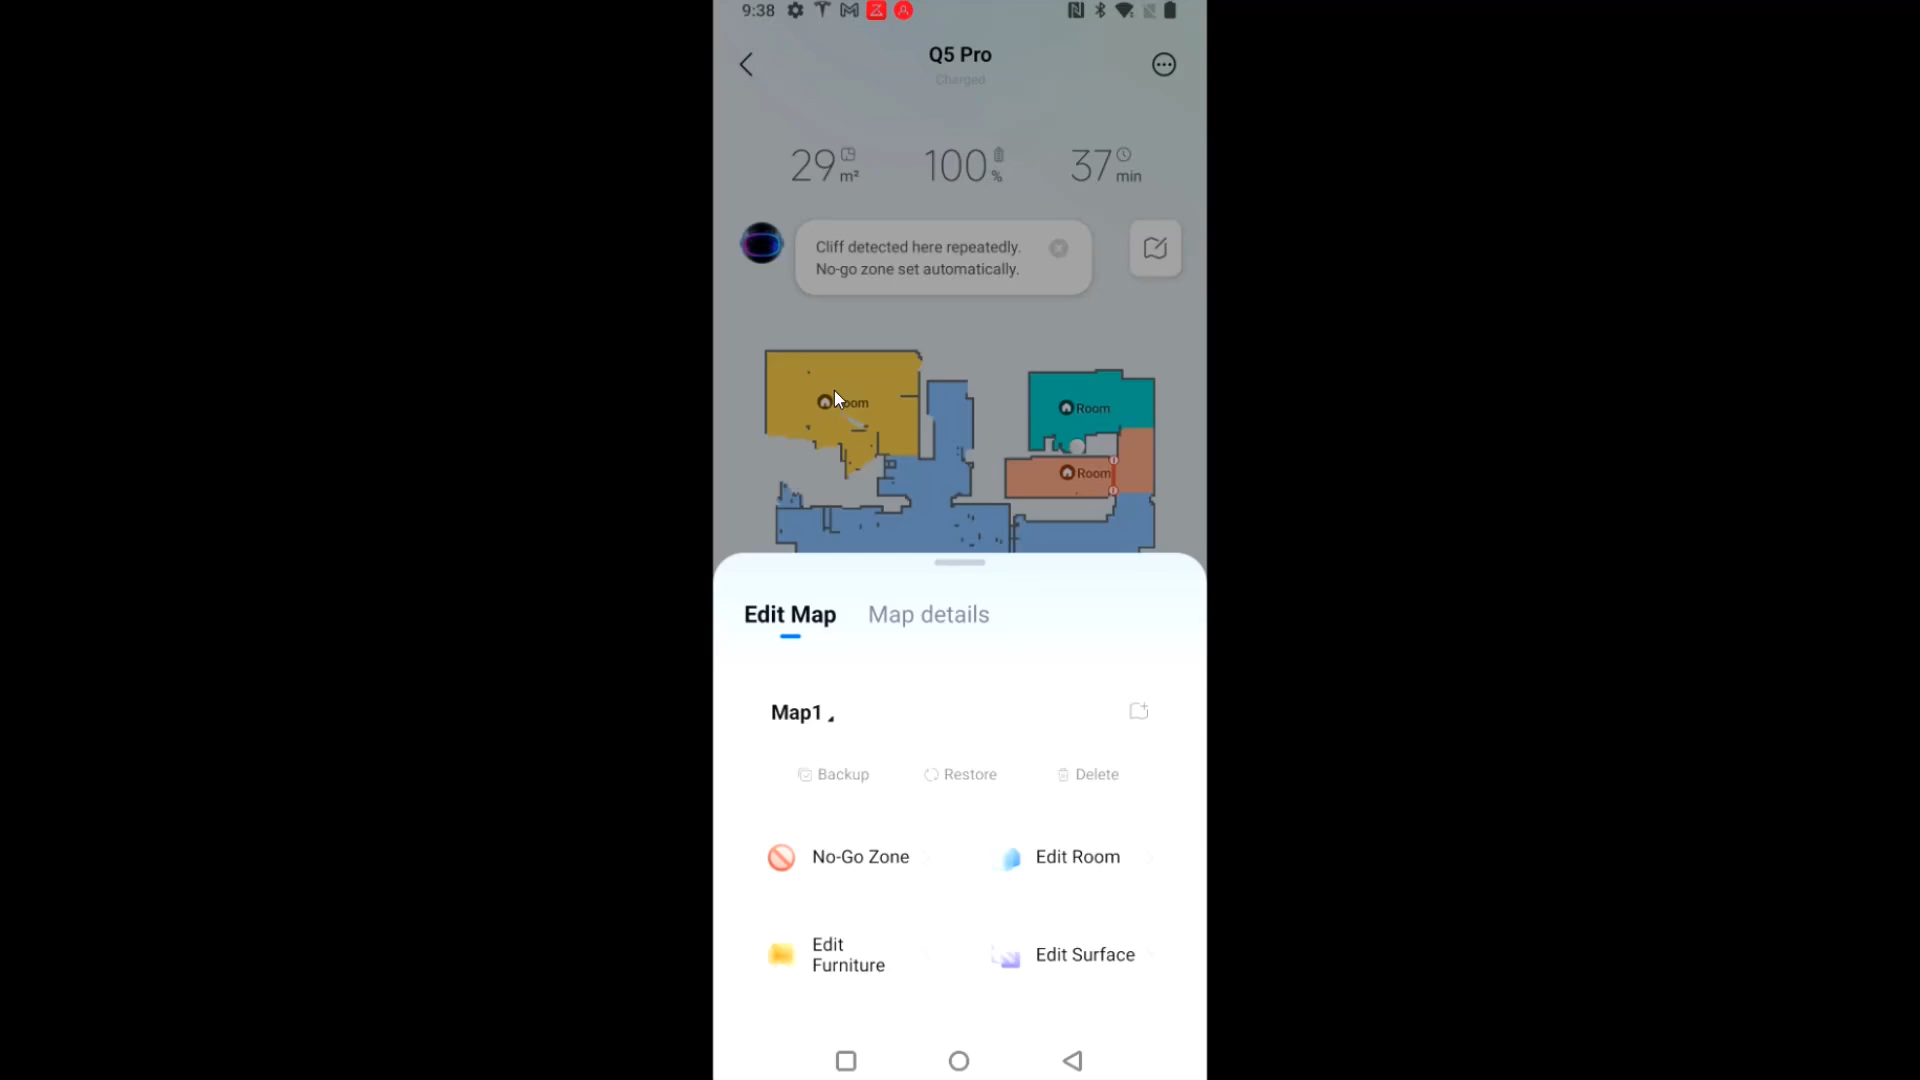 9:38
Q5 Pro
Charged
29 m²
100 %
37 min
Cliff detected here repeatedly.
No-go zone set automatically.
Room
Room
Room
Edit Map
Map details
Map1
Backup
Restore
Delete
No-Go Zone
Edit Room
Edit
Furniture
Edit Surface